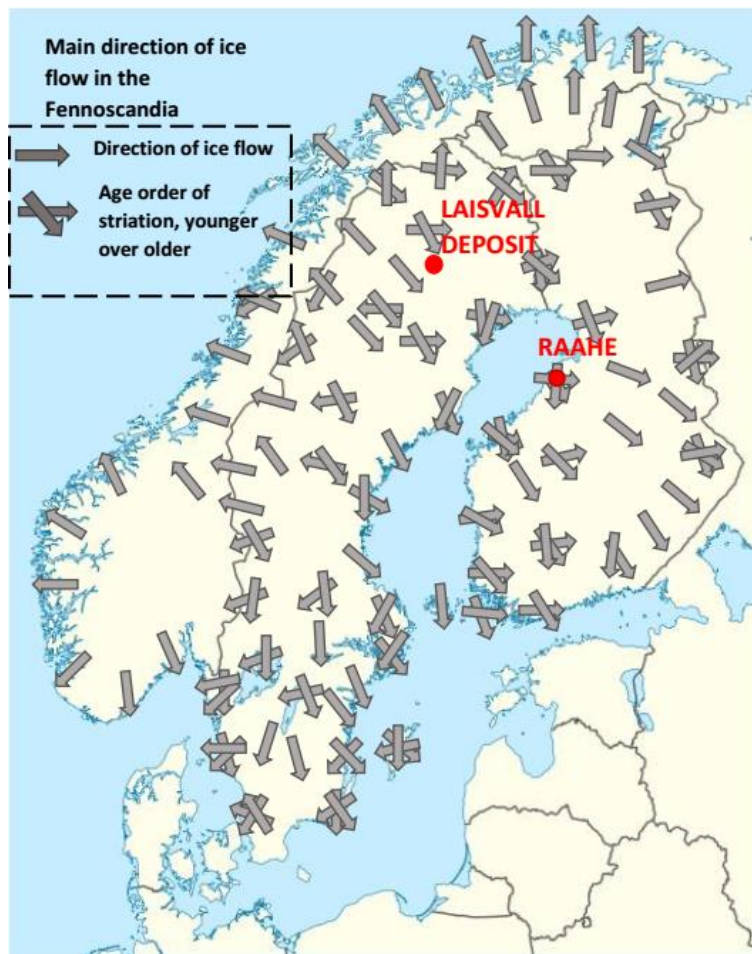 Main direction of ice
flow in the
Fennoscandia
Direction of ice flow
Age order of
striation, younger
over older
LAISVALL
DEPOSIT
RAAHE